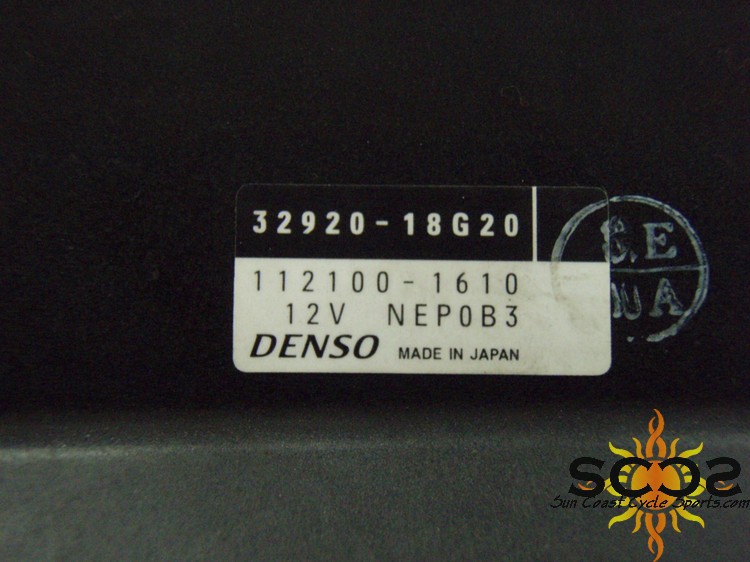 32920-18G20
112100-1610
12V NEP0B3
DENSO MADE IN JAPAN
E
A
SCCS
Sun Coast Cycle Sports.com